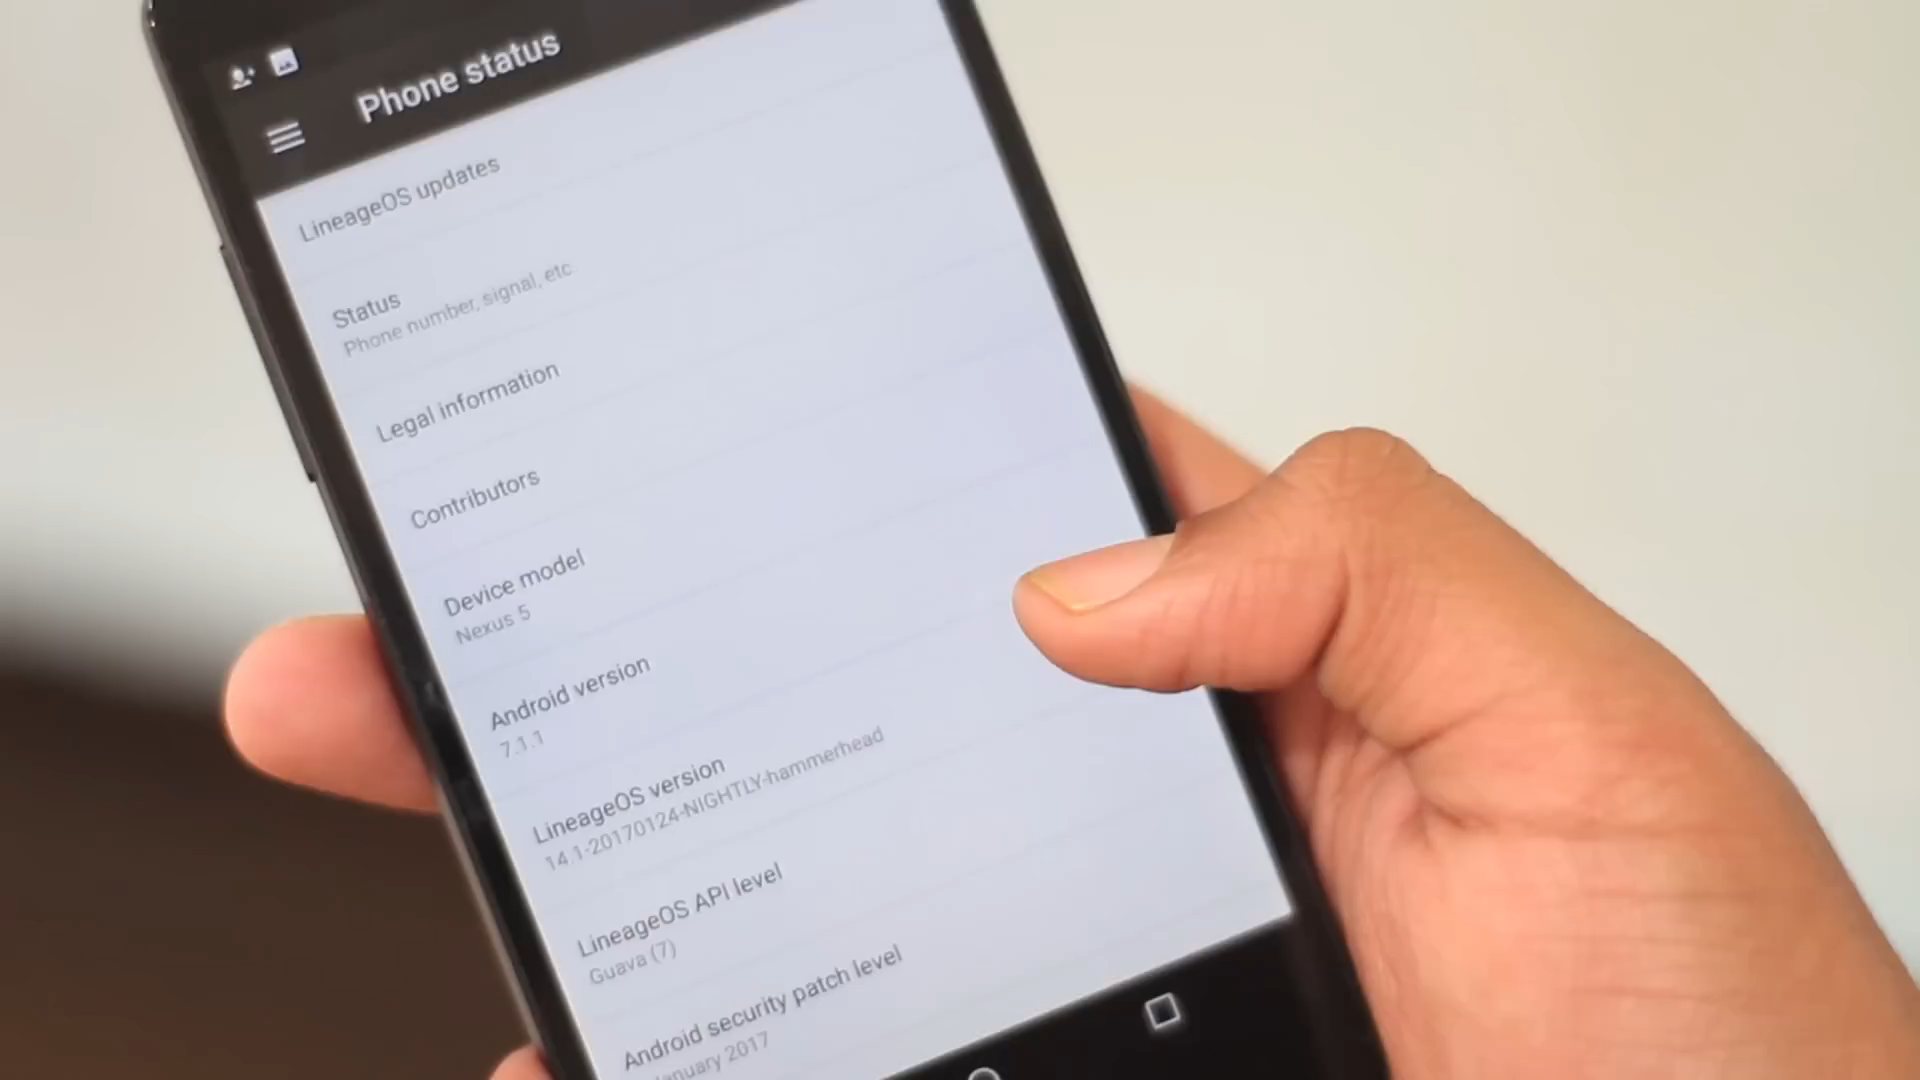 Phone status
LineageOS updates
Status
Phone number, signal, etc.
Legal information
Contributors
Device model
Nexus 5
Android version
7.1.1
LineageOS version
14.1-20170124-NIGHTLY-hammerhead
LineageOS API level
Guava (7)
Android security patch level
January 2017